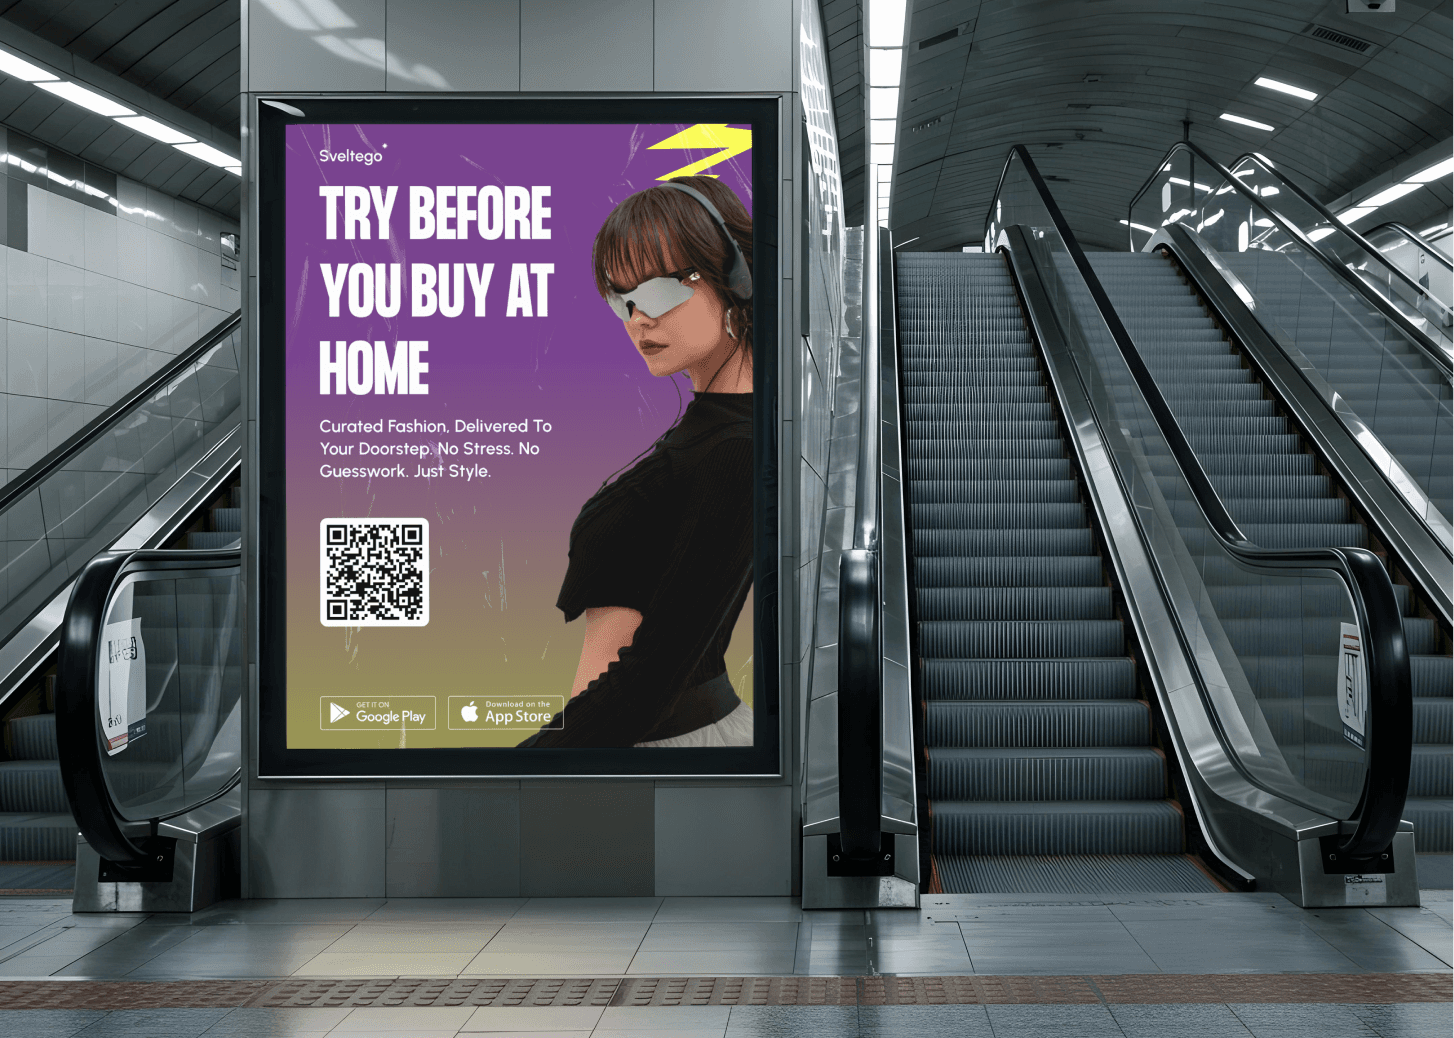 Sveltego
TRY BEFORE
YOU BUY AT
HOME
Curated Fashion, Delivered To
Your Doorstep. No Stress. No
Guesswork. Just Style.
GET IT ON
Google Play
Download on the
App Store